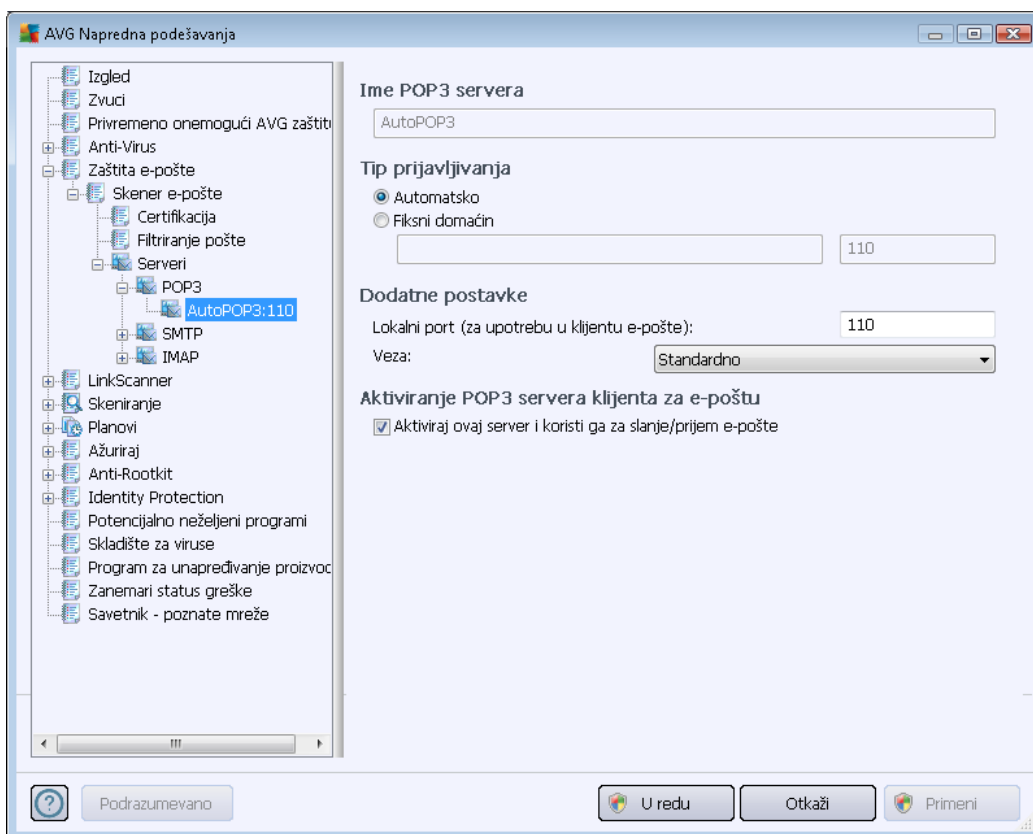 AVG Napredna podešavanja
Izgled
Zvuci
Privremeno onemogući AVG zaštitu
Anti-Virus
Zaštita e-pošte
Skener e-pošte
Certifikacija
Filtriranje pošte
Serveri
POP3
AutoPOP3:110
SMTP
IMAP
LinkScanner
Skeniranje
Planovi
Ažuriraj
Anti-Rootkit
Identity Protection
Potencijalno neželjeni programi
Skladište za viruse
Program za unapređivanje proizvod
Zanemari status greške
Savetnik - poznate mreže
Ime POP3 servera
AutoPOP3
Tip prijavljivanja
Automatsko
Fiksni domaćin
110
Dodatne postavke
Lokalni port (za upotrebu u klijentu e-pošte):
110
Veza:
Standardno
Aktiviranje POP3 servera klijenta za e-poštu
Aktiviraj ovaj server i koristi ga za slanje/prijem e-pošte
Podrazumevano
U redu
Otkaži
Primeni